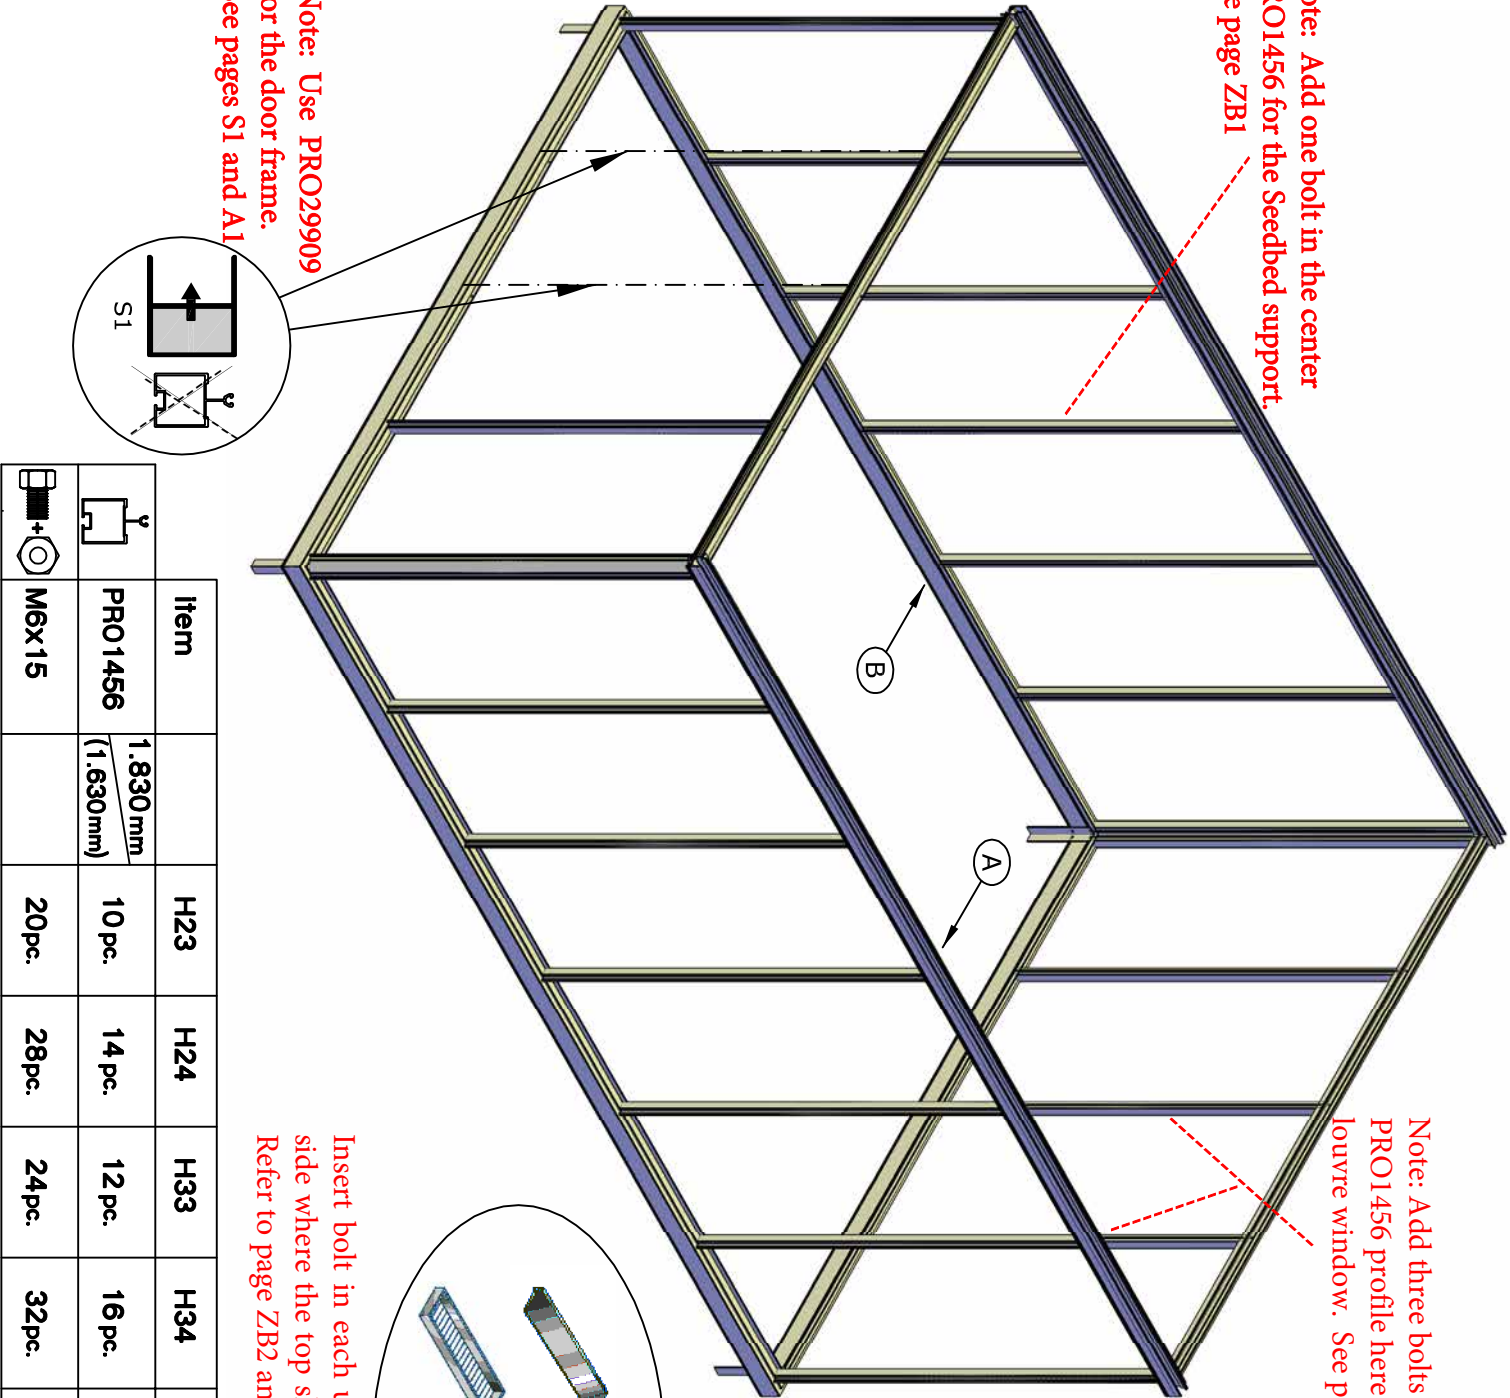 ote: Add one bolt in the center
RO1456 for the Seedbed support.
e page ZB1
Note: Use PRO29909
or the door frame.
ee pages S1 and A1
S1
B
A
Note: Add three bolts
PRO1456 profile here
louvre window. See p
Insert bolt in each u
side where the top s
Refer to page ZB2 an
item H23 H24 H33 H34
PRO1456 1.830mm (1.630mm) 10pc. 14pc. 12pc. 16pc.
+ M6x15 20pc. 28pc. 24pc. 32pc.